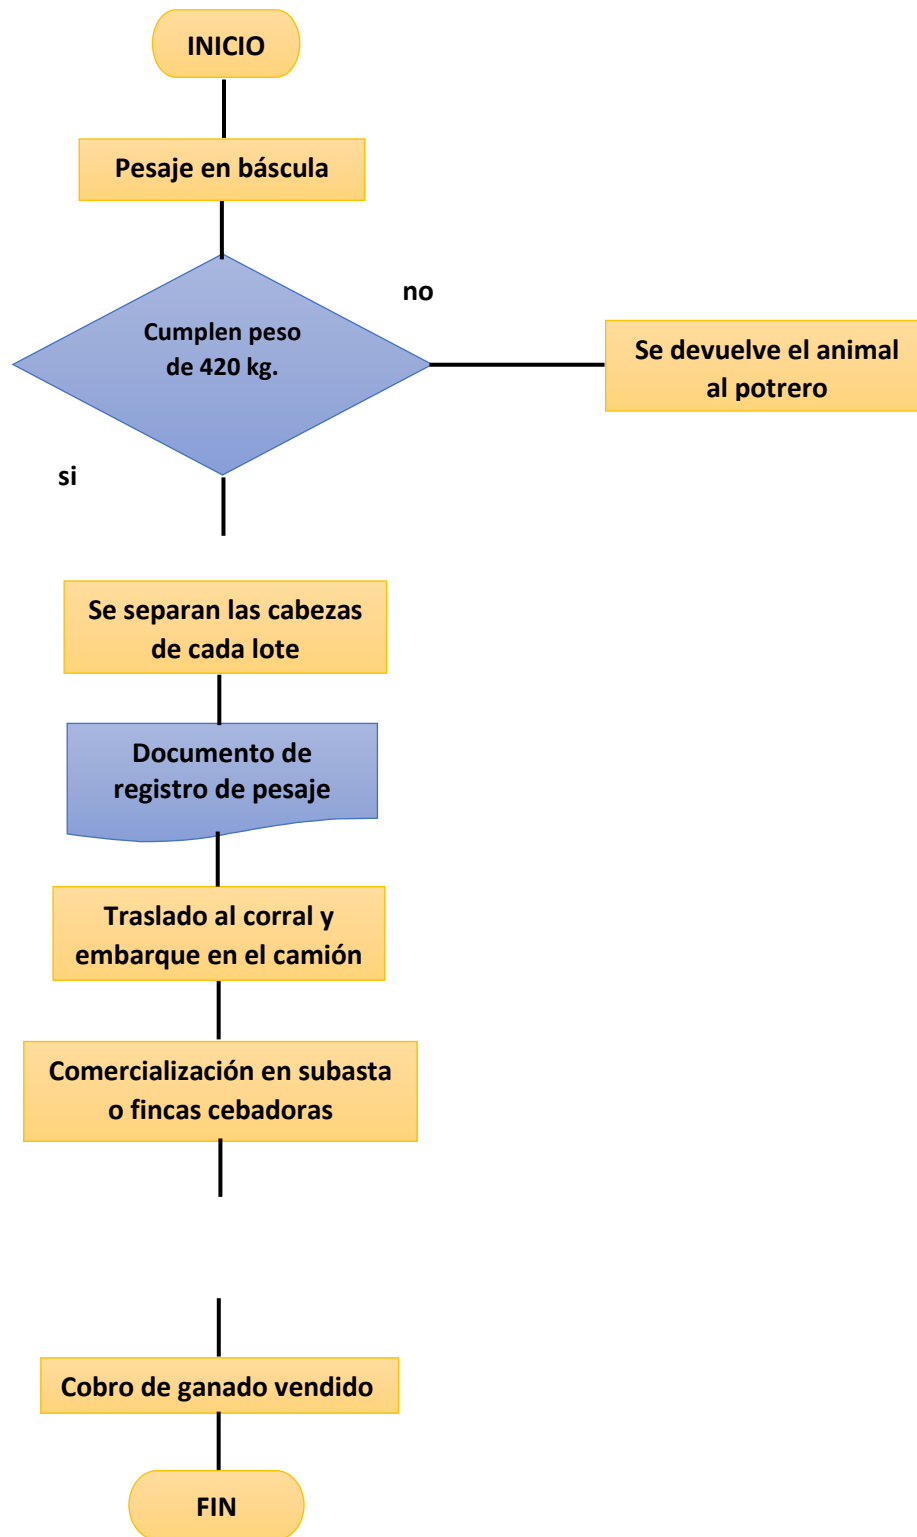 INICIO
Pesaje en báscula
no
Cumplen peso
de 420 kg.
Se devuelve el animal
al potrero
si
Se separan las cabezas
de cada lote
Documento de
registro de pesaje
Traslado al corral y
embarque en el camión
Comercialización en subasta
o fincas cebadoras
Cobro de ganado vendido
FIN